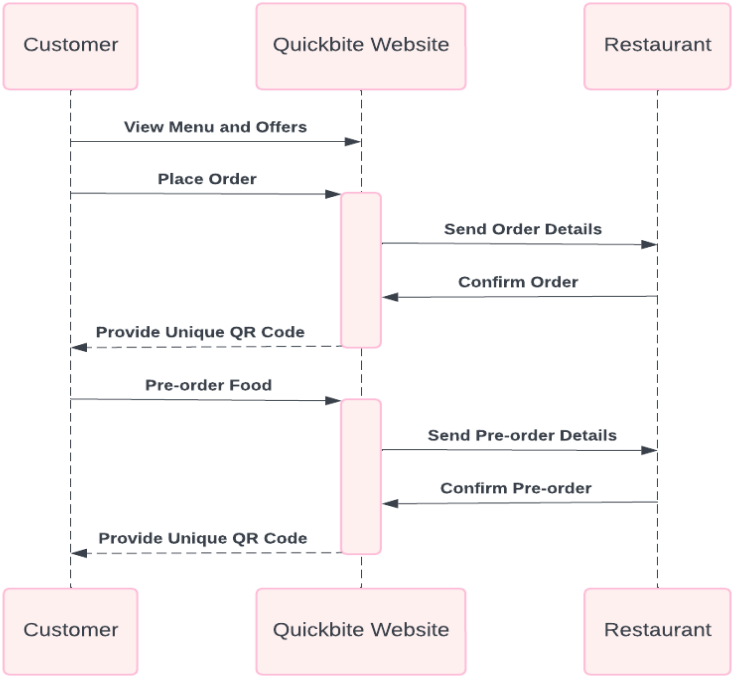 Customer
Quickbite Website
Restaurant
View Menu and Offers
Place Order
Send Order Details
Confirm Order
Provide Unique QR Code
Pre-order Food
Send Pre-order Details
Confirm Pre-order
Provide Unique QR Code
Customer
Quickbite Website
Restaurant